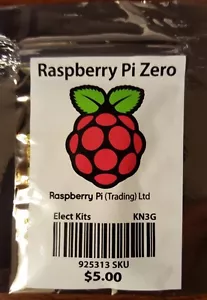 Raspberry Pi Zero
Raspberry Pi (Trading) Ltd
Elect Kits KN3G
925313 SKU
$5.00